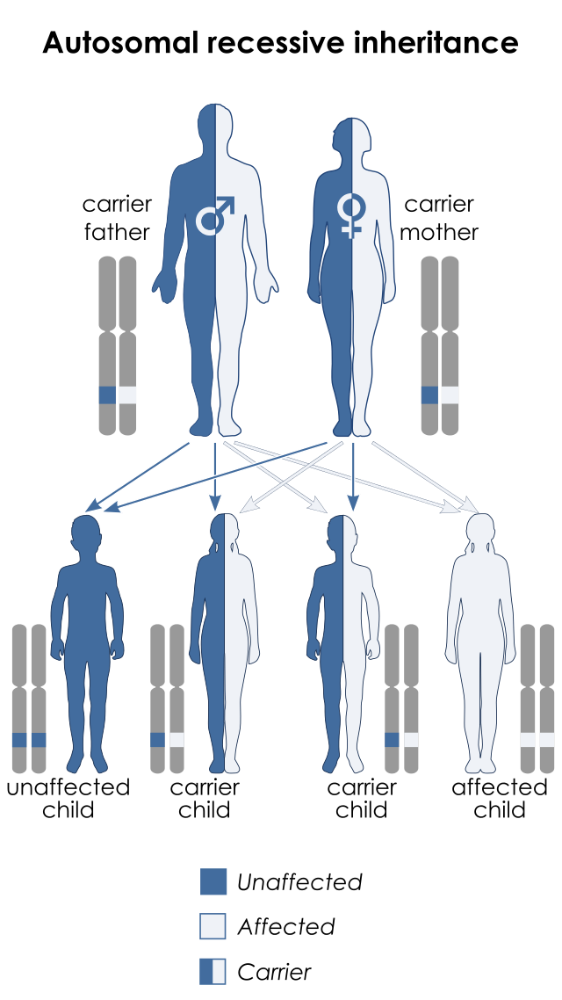 Autosomal recessive inheritance
carrier
father
carrier
mother
unaffected
child
carrier
child
carrier
child
affected
child
Unaffected
Affected
Carrier